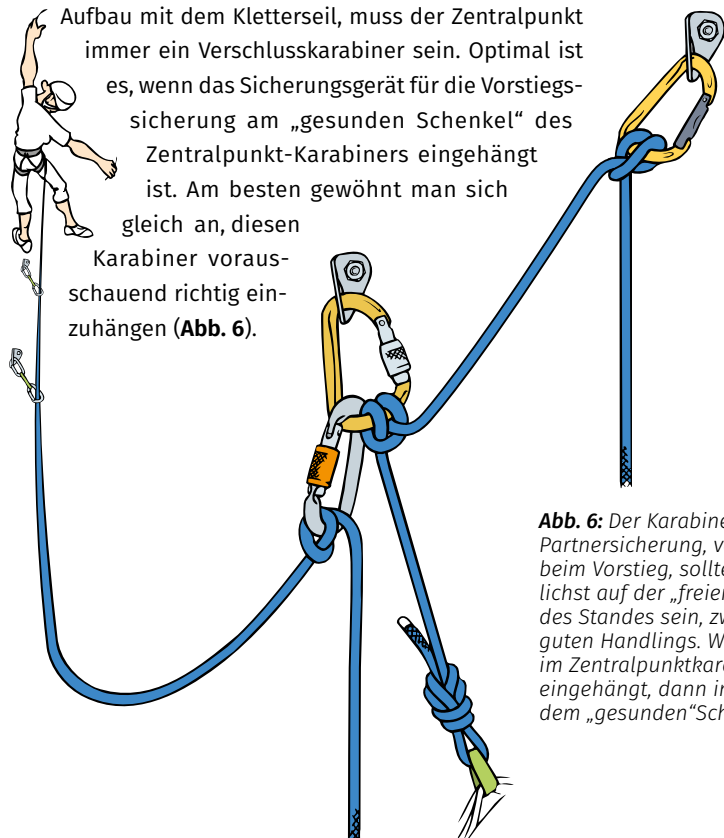 Aufbau mit dem Kletterseil, muss der Zentralpunkt
immer ein Verschlusskarabiner sein. Optimal ist
es, wenn das Sicherungsgerät für die Vorstiegs-
sicherung am „gesunden Schenkel“ des
Zentralpunkt-Karabiners eingehängt
ist. Am besten gewöhnt man sich
gleich an, diesen
Karabiner voraus-
schauend richtig ein-
zuhängen (Abb. 6).
Abb. 6: Der Karabine
Partnersicherung, v
beim Vorstieg, sollte
lichst auf der „freie
des Standes sein, zw
guten Handlings. W
im Zentralpunktkara
eingehängt, dann in
dem „gesunden“Sch